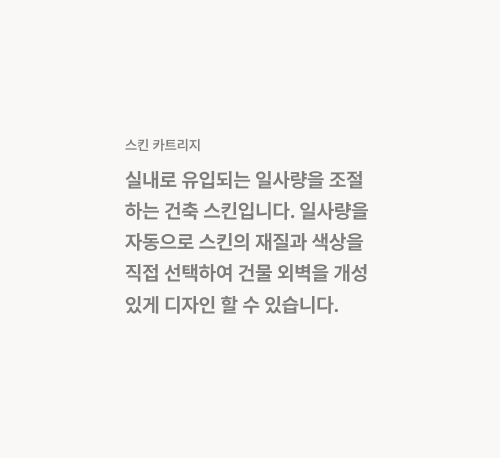 스킨 카트리지
실내로 유입되는 일사량을 조절
하는 건축 스킨입니다. 일사량을
자동으로 스킨의 재질과 색상을
직접 선택하여 건물 외벽을 개성
있게 디자인 할 수 있습니다.